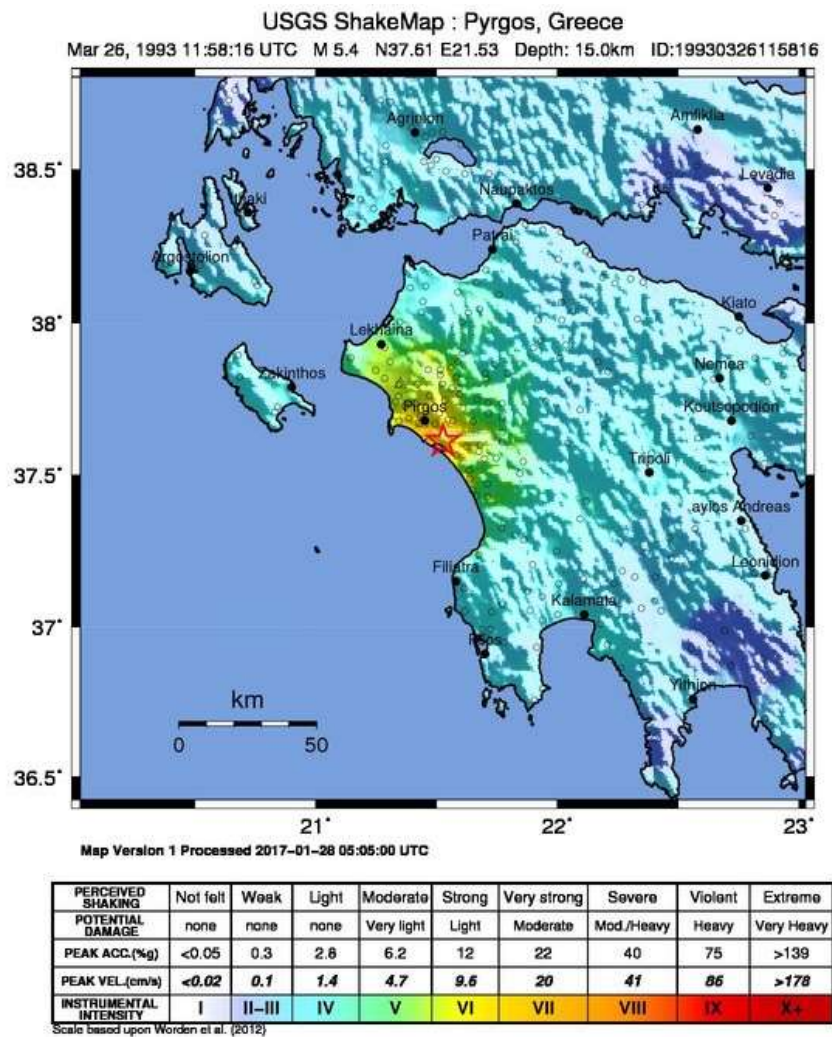 USGS ShakeMap : Pyrgos, Greece
Mar 26, 1993 11:58:16 UTC M 5.4 N37.61 E21.53 Depth: 15.0km ID:199303261158​16
Agrinion
Amfiklia
38.5°
Levadia
Naupaktos
Ithaki
Patrai
Argostolion
38°
Kiato
Lekhaina
Nemea
Zakinthos
Pirgos
Koutsopodion
37.5°
Tripoli
aylos Andreas
Filiatra
Leonidion
37°
Kalamata
Pilos
Yithion
km
0 50
36.5°
21° 22° 23°
Map Version 1 Processed 2017-01-28 05:05:00 UTC
PERCEIVED SHAKING Not felt Weak Light Moderate Strong Very strong Severe Violent Extreme
POTENTIAL DAMAGE none none none Very light Light Moderate Mod./Heavy Heavy Very Heavy
PEAK ACC.(%g) <0.05 0.3 2.8 6.2 12 22 40 75 >139
PEAK VEL.(cm/s) <0.02 0.1 1.4 4.7 9.6 20 41 86 >178
INSTRUMENTAL INTENSITY I II-III IV V VI VII VIII IX X+
Scale based upon Worden et al. (2012)